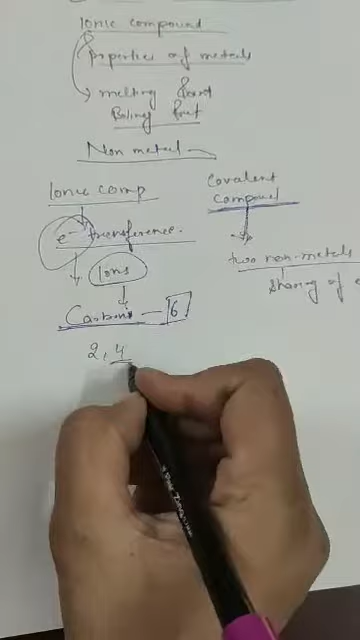 Ionic compound
properties of metals
melting point
Boiling point
Non metal
Ionic comp
Covalent
compound
e⁻ transference.
two non-metals
Ions
sharing of e
Carbon — 6
2, 4